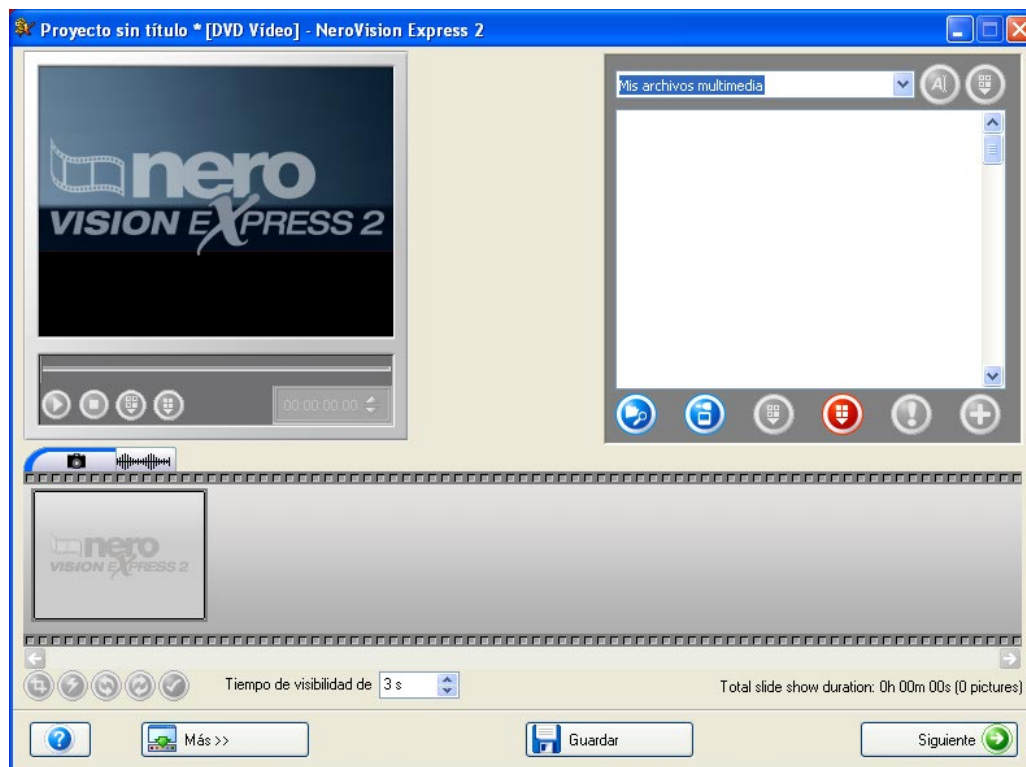 Proyecto sin título * [DVD Vídeo] - NeroVision Express 2
Mis archivos multimedia
nero
VISION EXPRESS 2
00:00:00.00
nero
VISION EXPRESS 2
Tiempo de visibilidad de 3 s
Total slide show duration: 0h 00m 00s (0 pictures)
Más >>
Guardar
Siguiente